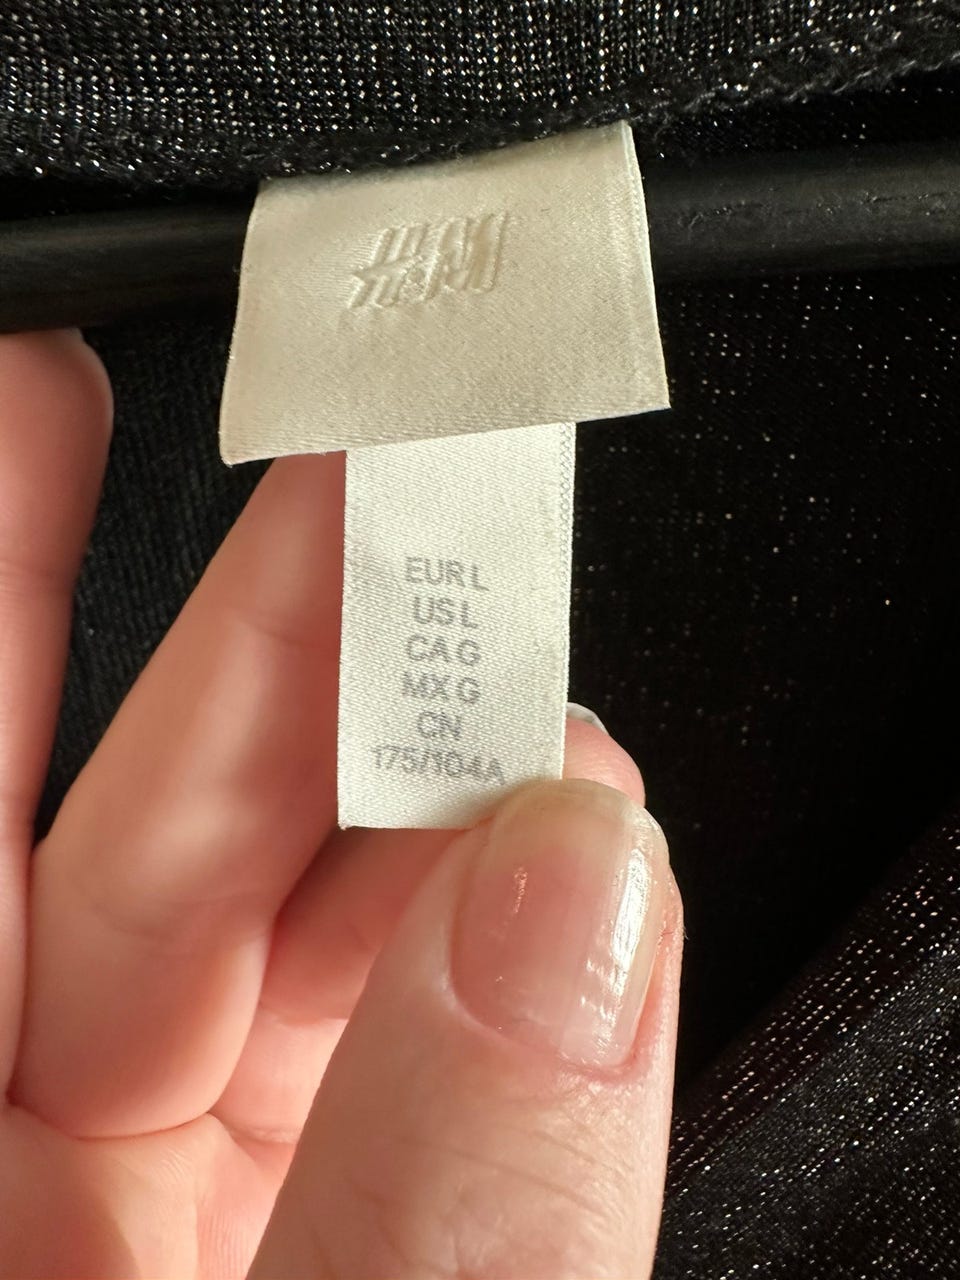 H&M
EUR L
US L
CA G
MX G
CN
175/104A